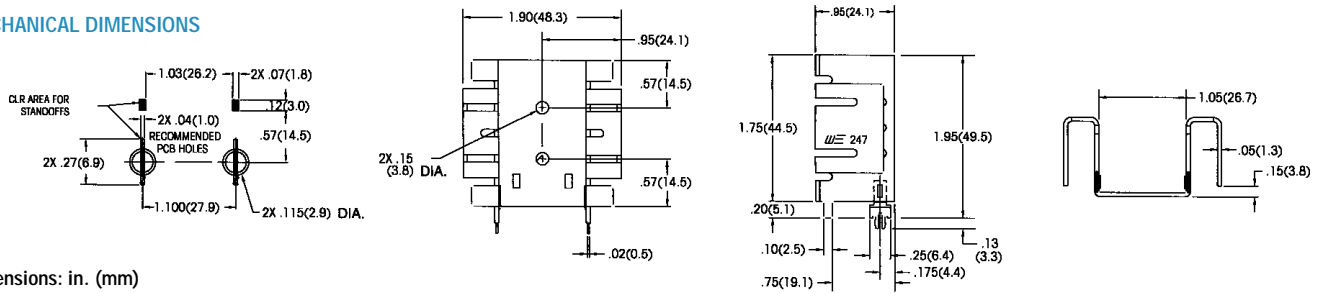 CHANICAL DIMENSIONS
1.03(26.2)
2X .07(1.8)
CLR AREA FOR
STANDOFFS
.12(3.0)
2X .04(1.0)
RECOMMENDED
PCB HOLES
.57(14.5)
2X .27(6.9)
1.100(27.9)
2X .115(2.9) DIA.
1.90(48.3)
.95(24.1)
.57(14.5)
2X .15
(3.8) DIA.
.57(14.5)
.02(0.5)
.95(24.1)
1.75(44.5)
1.95(49.5)
247
.20(5.1)
.10(2.5)
.25(6.4)
.13
(3.3)
.175(4.4)
.75(19.1)
1.05(26.7)
.05(1.3)
.15(3.8)
ensions: in. (mm)